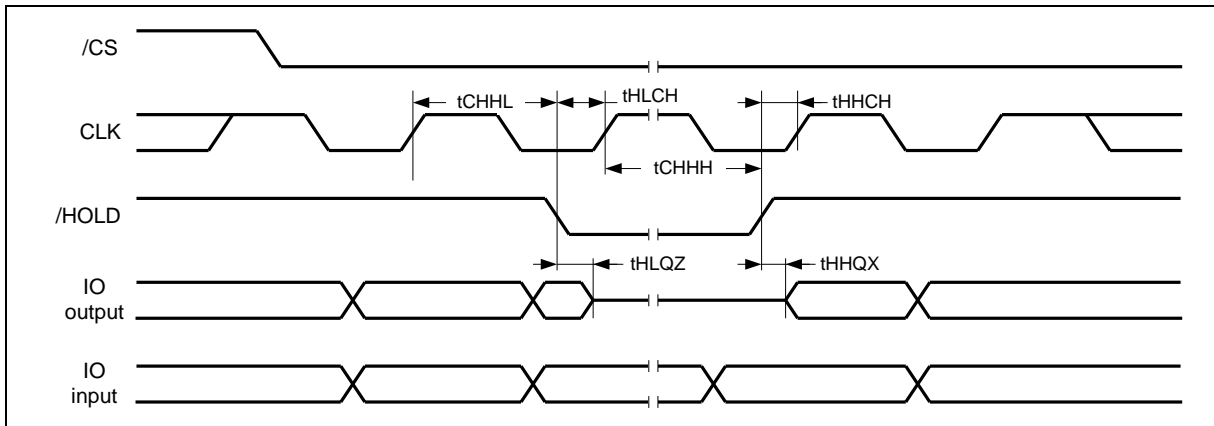 /CS
tCHHL
tHLCH
tHHCH
CLK
tCHHH
/HOLD
tHLQZ
tHHQX
IO
output
IO
input